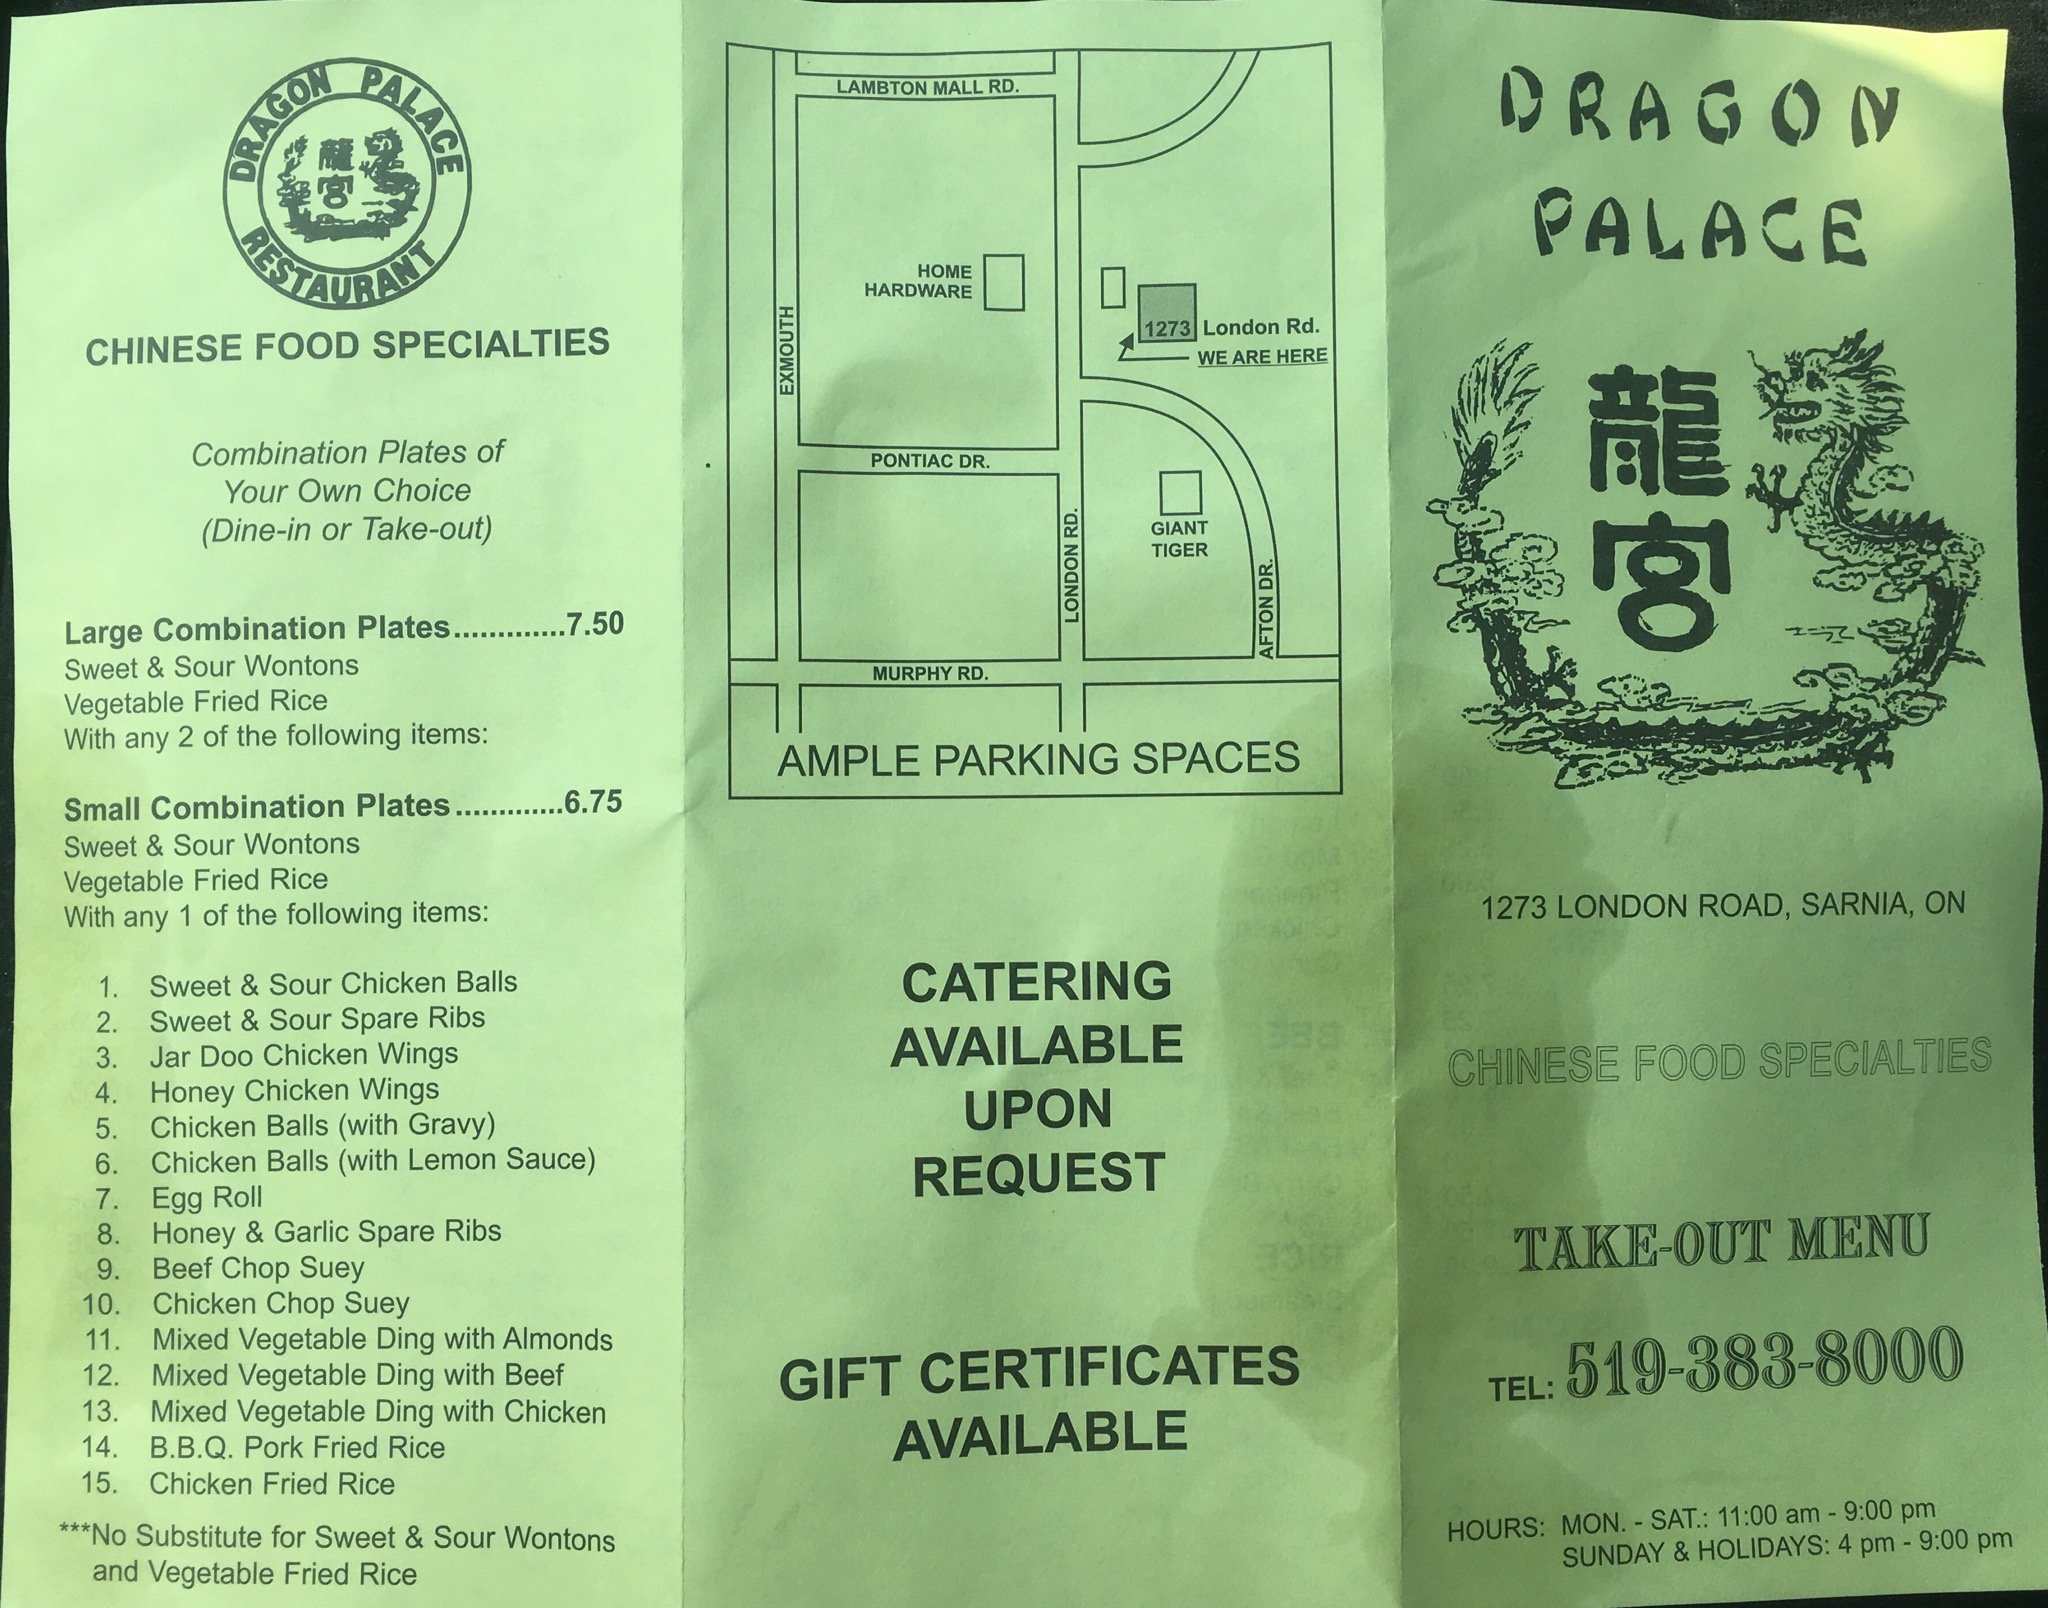 DRAGON PALACE
龍宮
RESTAURANT
CHINESE FOOD SPECIALTIES
Combination Plates of
Your Own Choice
(Dine-in or Take-out)
Large Combination Plates.............7.50
Sweet & Sour Wontons
Vegetable Fried Rice
With any 2 of the following items:
Small Combination Plates.............6.75
Sweet & Sour Wontons
Vegetable Fried Rice
With any 1 of the following items:
1. Sweet & Sour Chicken Balls
2. Sweet & Sour Spare Ribs
3. Jar Doo Chicken Wings
4. Honey Chicken Wings
5. Chicken Balls (with Gravy)
6. Chicken Balls (with Lemon Sauce)
7. Egg Roll
8. Honey & Garlic Spare Ribs
9. Beef Chop Suey
10. Chicken Chop Suey
11. Mixed Vegetable Ding with Almonds
12. Mixed Vegetable Ding with Beef
13. Mixed Vegetable Ding with Chicken
14. B.B.Q. Pork Fried Rice
15. Chicken Fried Rice
***No Substitute for Sweet & Sour Wontons
and Vegetable Fried Rice
LAMBTON MALL RD.
HOME
HARDWARE
EXMOUTH
1273 London Rd.
WE ARE HERE
PONTIAC DR.
GIANT
TIGER
LONDON RD.
AFTON DR.
MURPHY RD.
AMPLE PARKING SPACES
CATERING
AVAILABLE
UPON
REQUEST
GIFT CERTIFICATES
AVAILABLE
DRAGON
PALACE
龍
宮
1273 LONDON ROAD, SARNIA, ON
CHINESE FOOD SPECIALTIES
TAKE-OUT MENU
TEL: 519-383-8000
HOURS: MON. - SAT.: 11:00 am - 9:00 pm
SUNDAY & HOLIDAYS: 4 pm - 9:00 pm